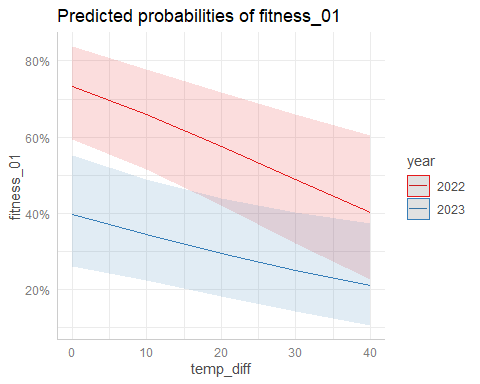 Predicted probabilities of fitness_01
80%
60%
40%
20%
fitness_01
0
10
20
30
40
temp_diff
year
2022
2023